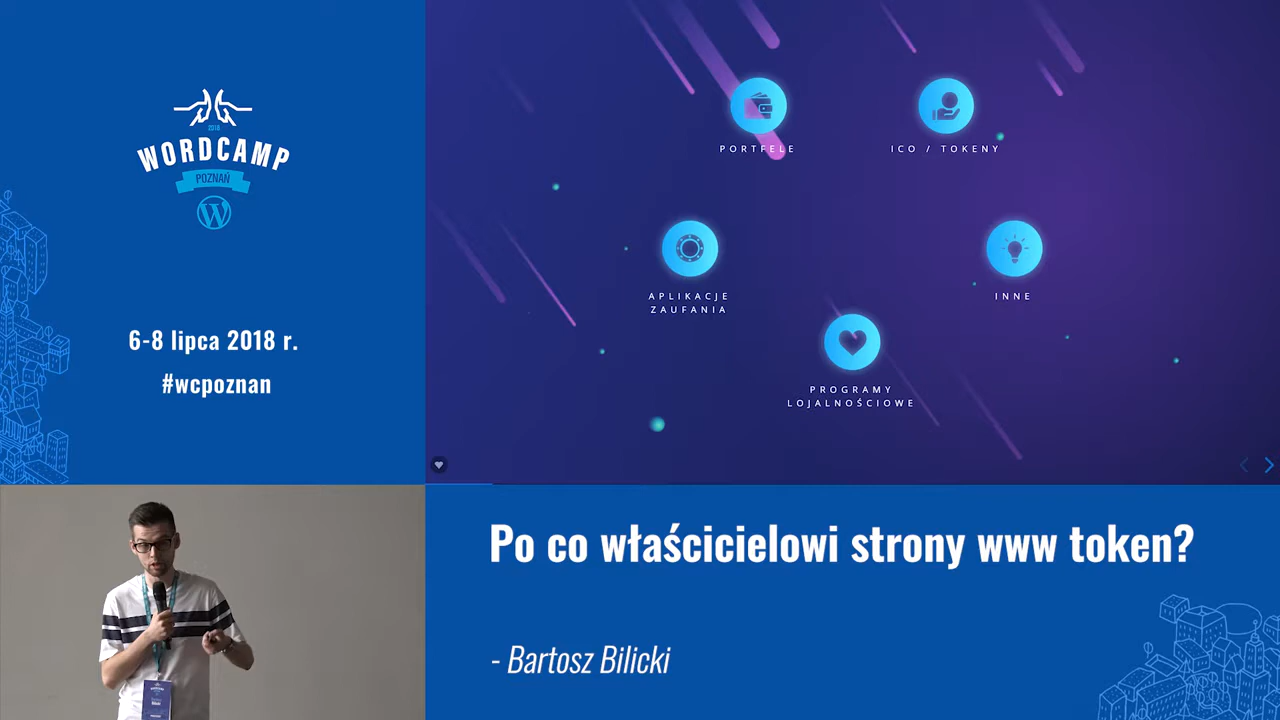 2018
WORDCAMP
POZNAŃ
6-8 lipca 2018 r.
#wcpoznan
PORTFELE
ICO / TOKENY
APLIKACJE
ZAUFANIA
INNE
PROGRAMY
LOJALNOŚCIOWE
Po co właścicielowi strony www token?
- Bartosz Bilicki